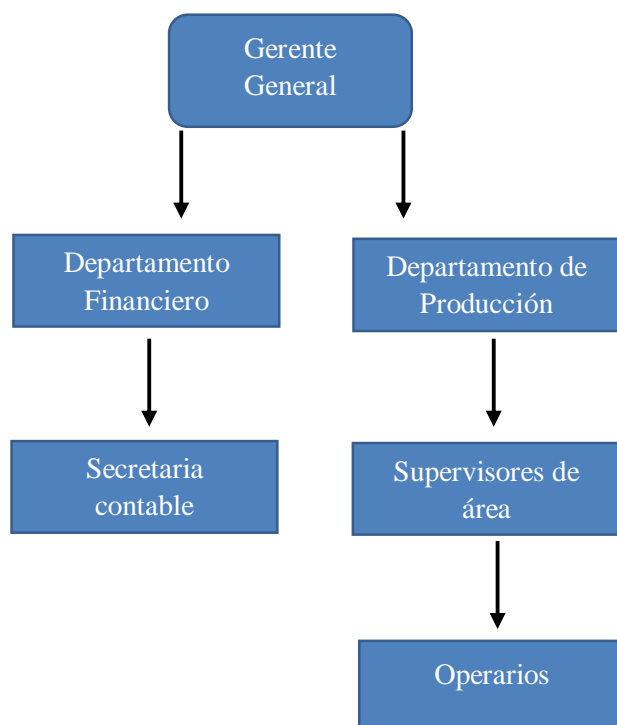 Gerente
General
Departamento
Financiero
Departamento de
Producción
Secretaria
contable
Supervisores de
área
Operarios